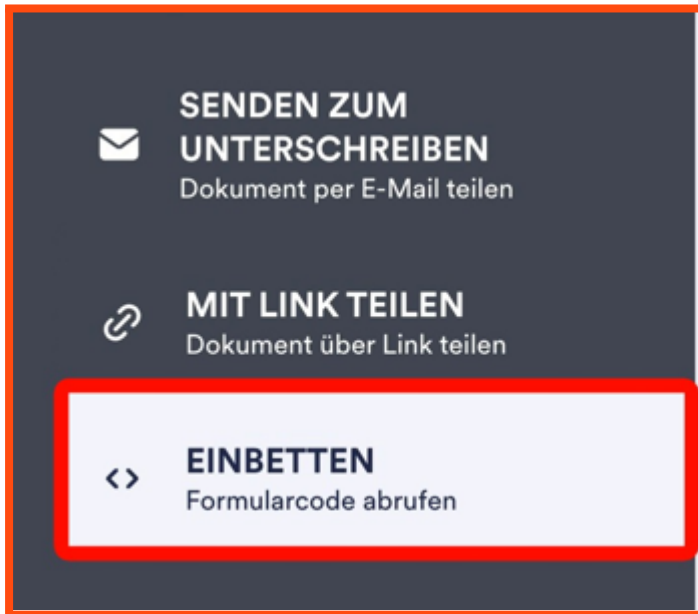 SENDEN ZUM
UNTERSCHREIBEN
Dokument per E-Mail teilen
MIT LINK TEILEN
Dokument über Link teilen
EINBETTEN
Formularcode abrufen